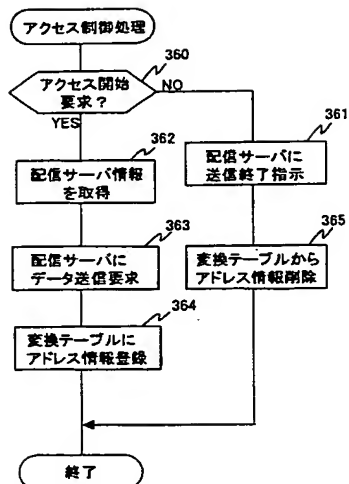 アクセス制御処理
360
アクセス開始
要求？
NO
YES
361
配信サーバに
送信終了指示
362
配信サーバ情報
を取得
365
変換テーブルから
アドレス情報削除
363
配信サーバに
データ送信要求
364
変換テーブルに
アドレス情報登録
終了